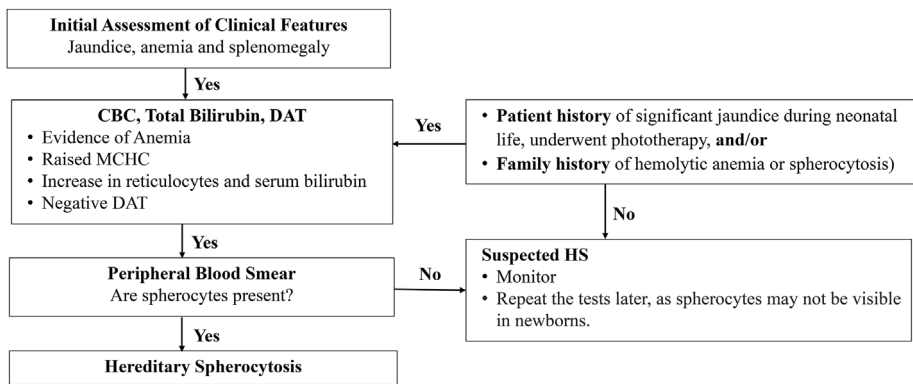 Initial Assessment of Clinical Features
Jaundice, anemia and splenomegaly
Yes
CBC, Total Bilirubin, DAT
• Evidence of Anemia
• Raised MCHC
• Increase in reticulocytes and serum bilirubin
• Negative DAT
Yes
• Patient history of significant jaundice during neonatal
life, underwent phototherapy, and/or
• Family history of hemolytic anemia or spherocytosis)
No
Yes
Peripheral Blood Smear
Are spherocytes present?
No
Suspected HS
• Monitor
• Repeat the tests later, as spherocytes may not be visible
in newborns.
Yes
Hereditary Spherocytosis